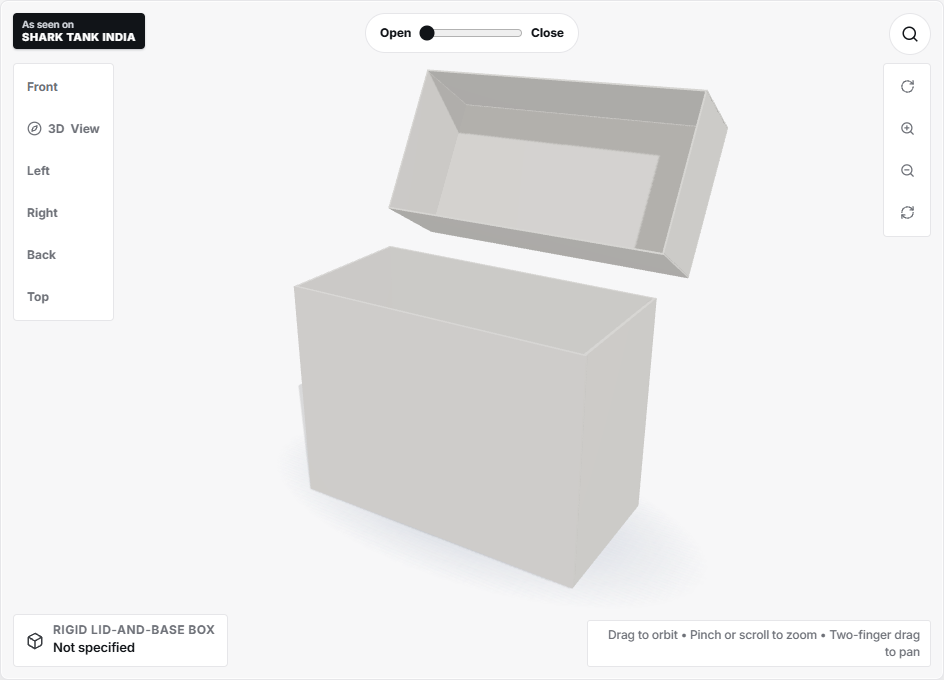 As seen on
SHARK TANK INDIA
Open
Close
Front
3D View
Left
Right
Back
Top
RIGID LID-AND-BASE BOX
Not specified
Drag to orbit • Pinch or scroll to zoom • Two-finger drag
to pan